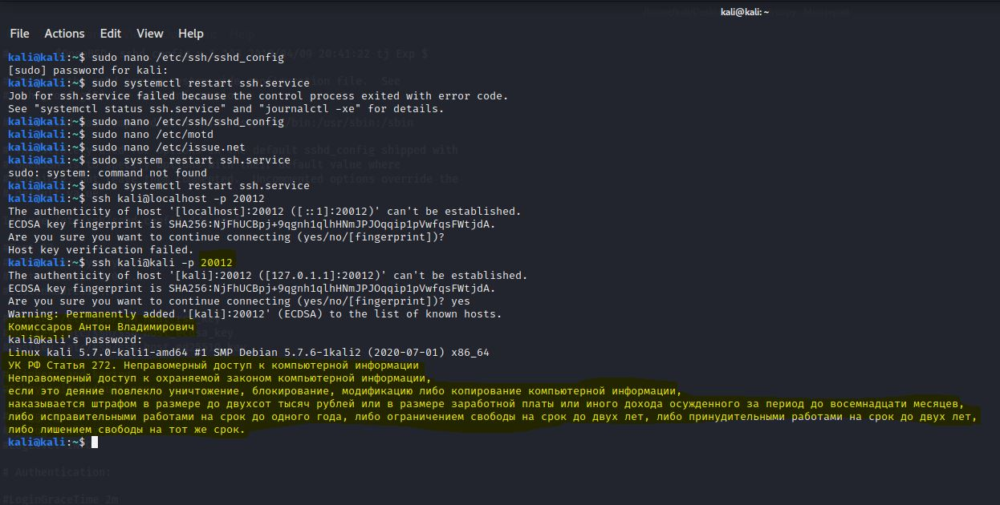 kali@kali: ~
File Actions Edit View Help
kali@kali:~$ sudo nano /etc/ssh/sshd_config
[sudo] password for kali:
kali@kali:~$ sudo systemctl restart ssh.service
Job for ssh.service failed because the control process exited with error code.
See "systemctl status ssh.service" and "journalctl -xe" for details.
kali@kali:~$ sudo nano /etc/ssh/sshd_config
kali@kali:~$ sudo nano /etc/motd
kali@kali:~$ sudo nano /etc/issue.net
kali@kali:~$ sudo system restart ssh.service
sudo: system: command not found
kali@kali:~$ sudo systemctl restart ssh.service
kali@kali:~$ ssh kali@localhost -p 20012
The authenticity of host '[localhost]:20012 ([::1]:20012)' can't be established.
ECDSA key fingerprint is SHA256:NjFhUCBpj+9qgnh1qlhHNmJPJOqqip1pVwfqsFWtjdA.
Are you sure you want to continue connecting (yes/no/[fingerprint])?
Host key verification failed.
kali@kali:~$ ssh kali@kali -p 20012
The authenticity of host '[kali]:20012 ([127.0.1.1]:20012)' can't be established.
ECDSA key fingerprint is SHA256:NjFhUCBpj+9qgnh1qlhHNmJPJOqqip1pVwfqsFWtjdA.
Are you sure you want to continue connecting (yes/no/[fingerprint])? yes
Warning: Permanently added '[kali]:20012' (ECDSA) to the list of known hosts.
Комиссаров Антон Владимирович
kali@kali's password:
Linux kali 5.7.0-kali1-amd64 #1 SMP Debian 5.7.6-1kali2 (2020-07-01) x86_64
УК РФ Статья 272. Неправомерный доступ к компьютерной информации
Неправомерный доступ к охраняемой законом компьютерной информации,
если это деяние повлекло уничтожение, блокирование, модификацию либо копирование компьютерной информации,
наказывается штрафом в размере до двухсот тысяч рублей или в размере заработной платы или иного дохода осужденного за период до восемнадцати месяцев,
либо исправительными работами на срок до одного года, либо ограничением свободы на срок до двух лет, либо принудительными работами на срок до двух лет,
либо лишением свободы на тот же срок.
kali@kali:~$
# Authentication:
#LoginGraceTime 2m